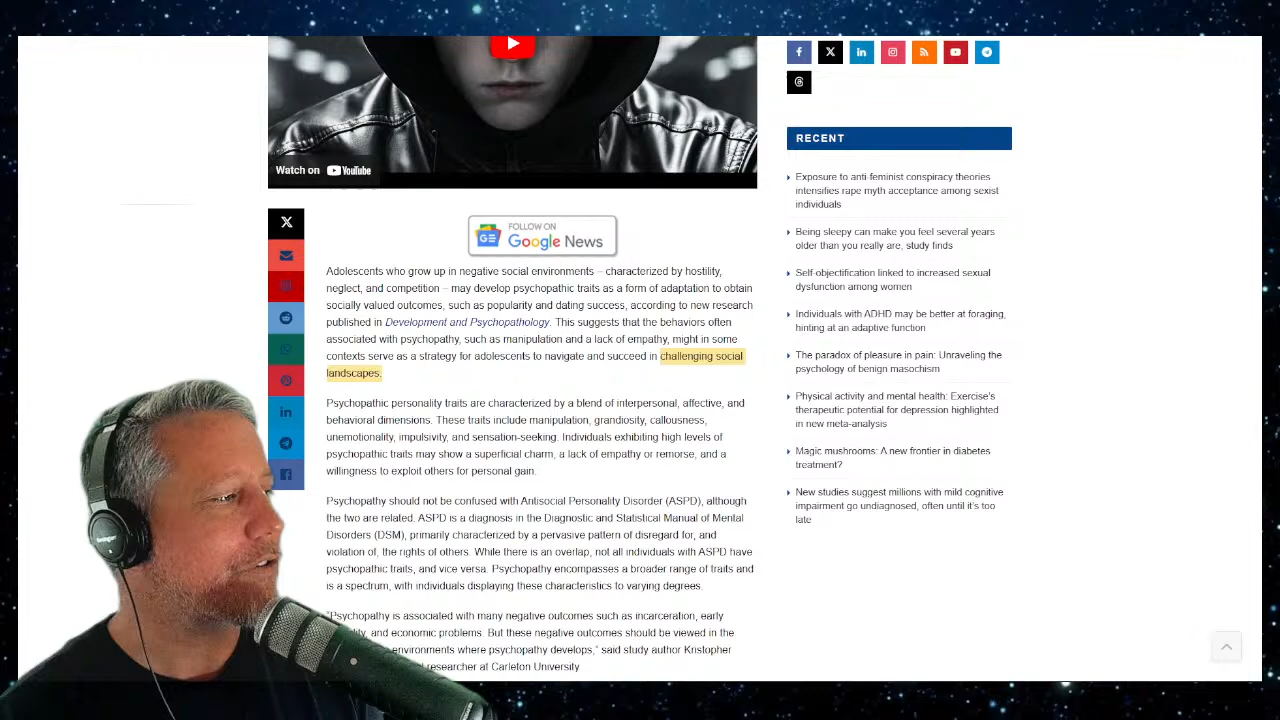 Watch on YouTube
FOLLOW ON
Google News
Adolescents who grow up in negative social environments – characterized by hostility,
neglect, and competition – may develop psychopathic traits as a form of adaptation to obtain
socially valued outcomes, such as popularity and dating success, according to new research
published in Development and Psychopathology. This suggests that the behaviors often
associated with psychopathy, such as manipulation and a lack of empathy, might in some
contexts serve as a strategy for adolescents to navigate and succeed in challenging social
landscapes.
Psychopathic personality traits are characterized by a blend of interpersonal, affective, and
behavioral dimensions. These traits include manipulation, grandiosity, callousness,
unemotionality, impulsivity, and sensation-seeking. Individuals exhibiting high levels of
psychopathic traits may show a superficial charm, a lack of empathy or remorse, and a
willingness to exploit others for personal gain.
Psychopathy should not be confused with Antisocial Personality Disorder (ASPD), although
the two are related. ASPD is a diagnosis in the Diagnostic and Statistical Manual of Mental
Disorders (DSM), primarily characterized by a pervasive pattern of disregard for, and
violation of, the rights of others. While there is an overlap, not all individuals with ASPD have
psychopathic traits, and vice versa. Psychopathy encompasses a broader range of traits and
is a spectrum, with individuals displaying these characteristics to varying degrees.
"Psychopathy is associated with many negative outcomes such as incarceration, early
and economic problems. But these negative outcomes should be viewed in the
environments where psychopathy develops," said study author Kristopher
researcher at Carleton University
RECENT
Exposure to anti-feminist conspiracy theories
intensifies rape myth acceptance among sexist
individuals
Being sleepy can make you feel several years
older than you really are, study finds
Self-objectification linked to increased sexual
dysfunction among women
Individuals with ADHD may be better at foraging,
hinting at an adaptive function
The paradox of pleasure in pain: Unraveling the
psychology of benign masochism
Physical activity and mental health: Exercise's
therapeutic potential for depression highlighted
in new meta-analysis
Magic mushrooms: A new frontier in diabetes
treatment?
New studies suggest millions with mild cognitive
impairment go undiagnosed, often until it's too
late